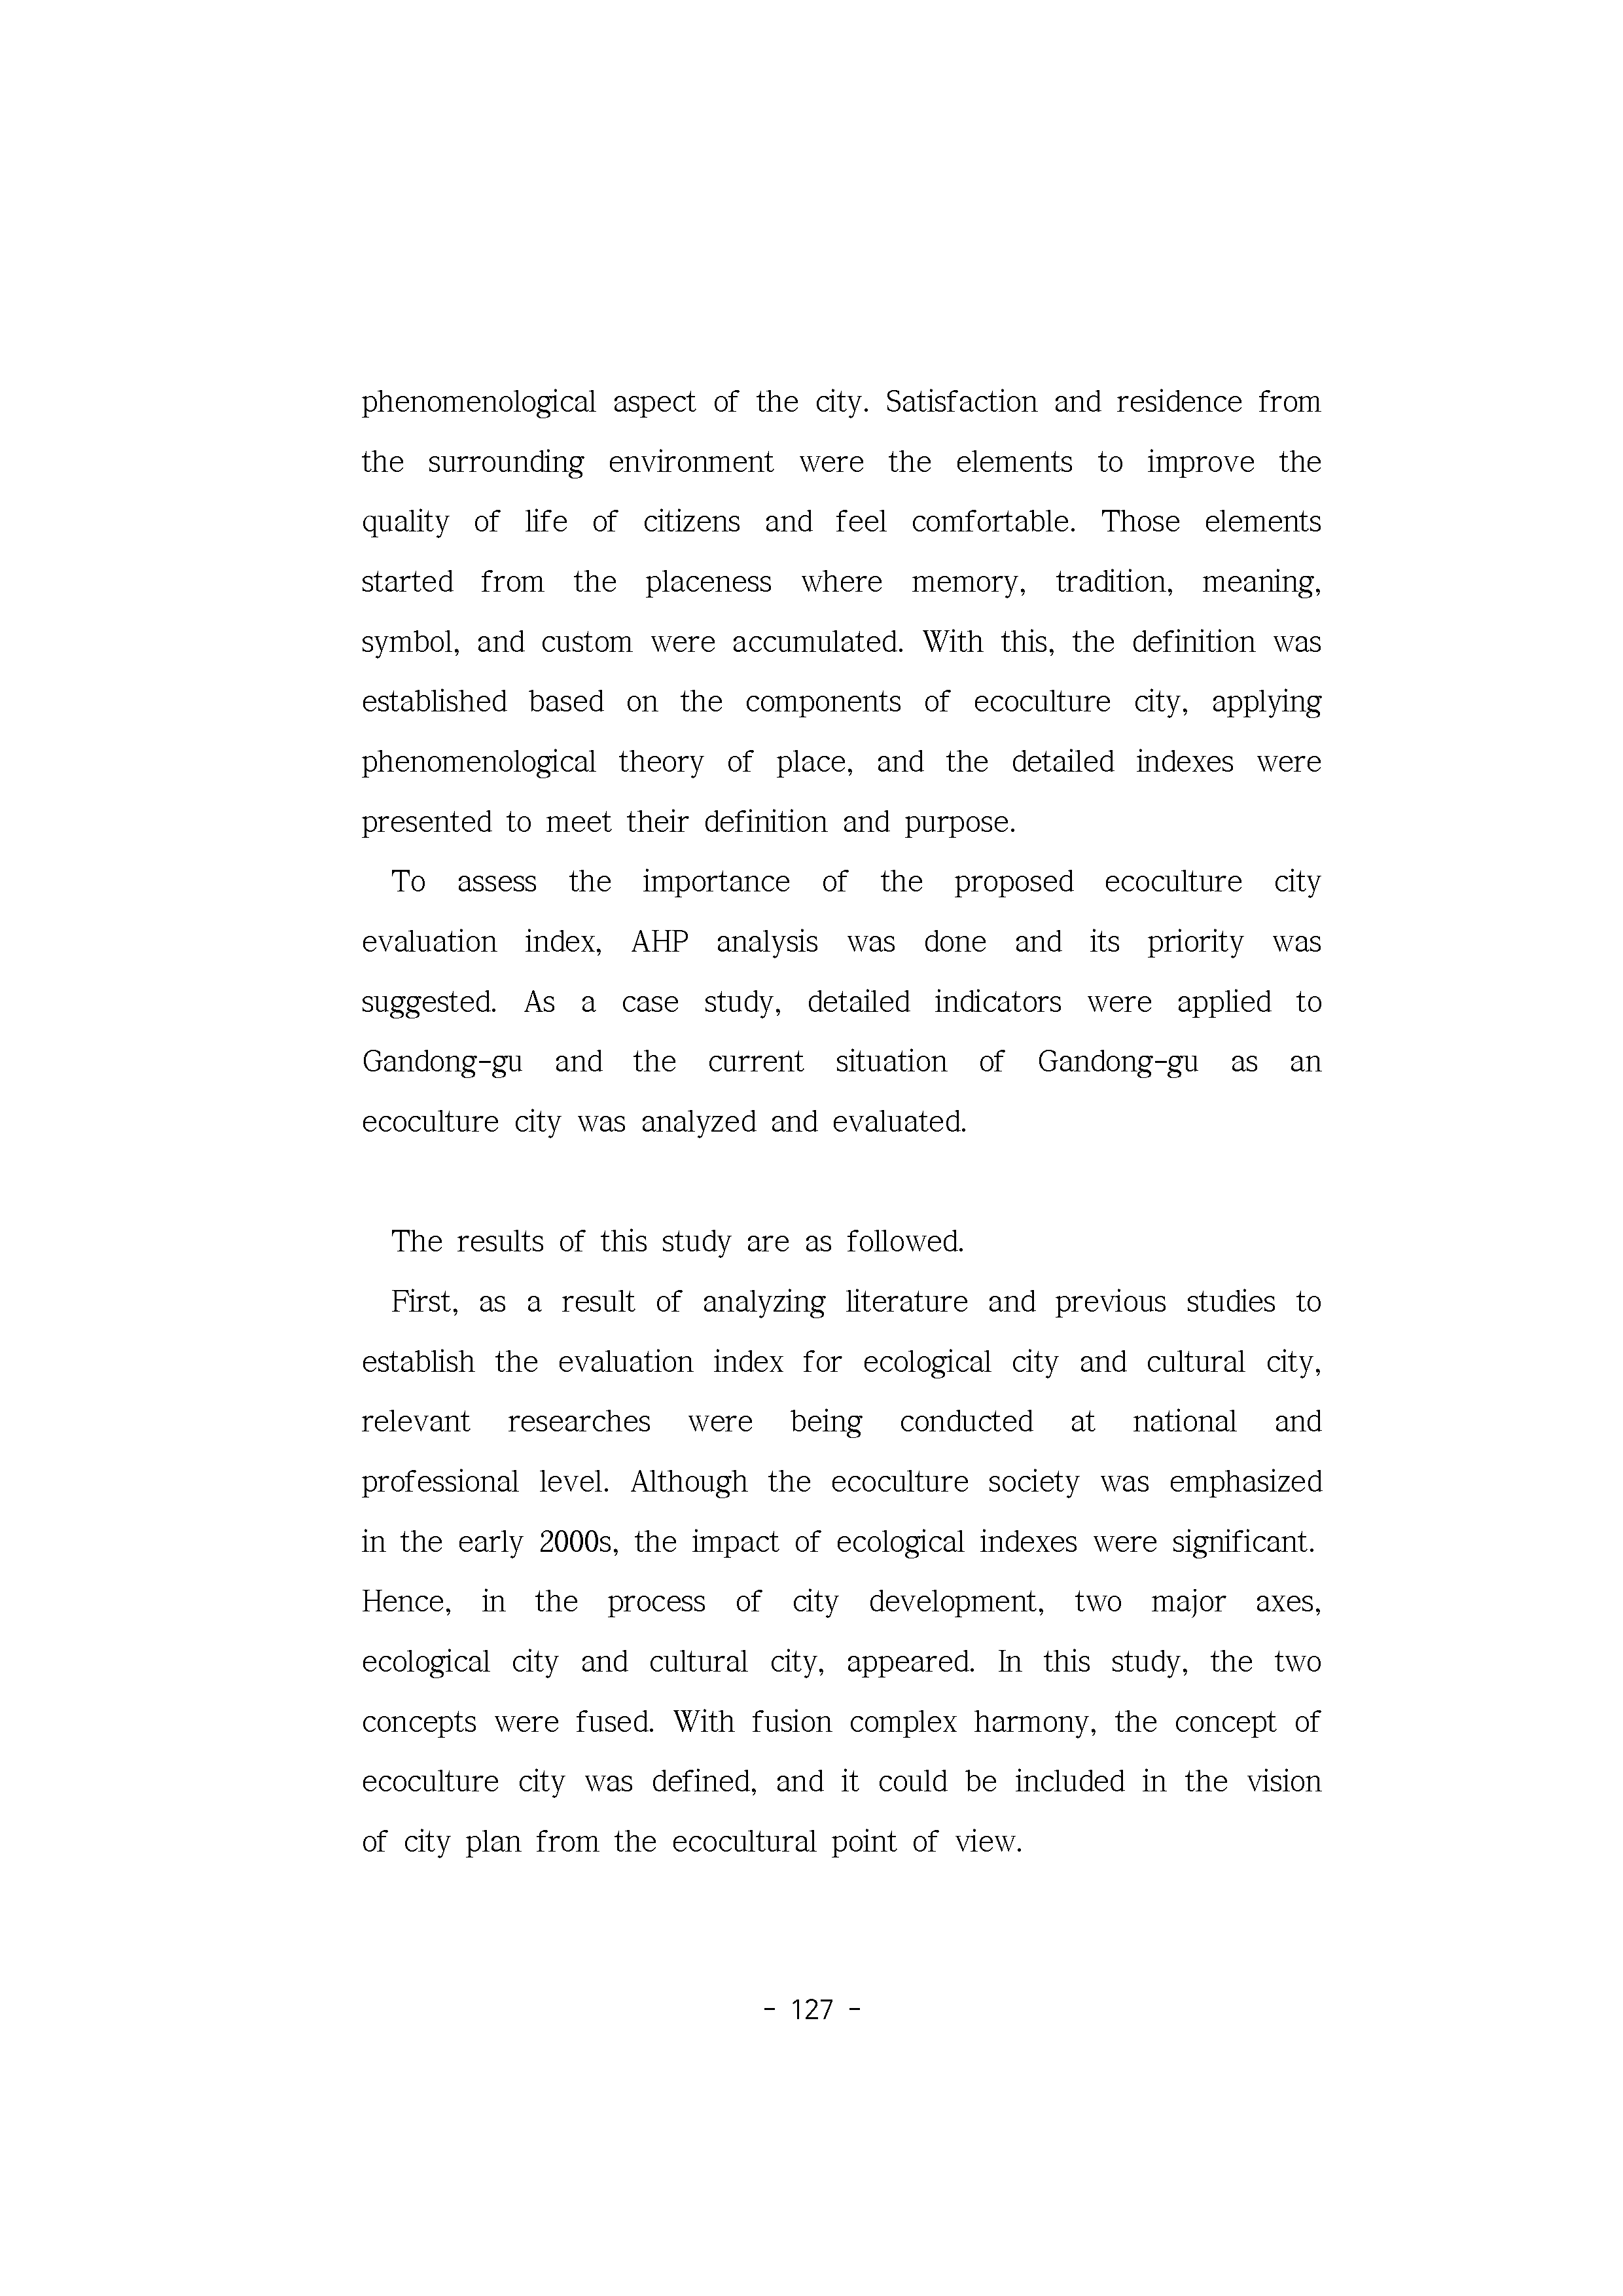 phenomenological aspect of the city. Satisfaction and residence from
the surrounding environment were the elements to improve the
quality of life of citizens and feel comfortable. Those elements
started from the placeness where memory, tradition, meaning,
symbol, and custom were accumulated. With this, the definition was
established based on the components of ecoculture city, applying
phenomenological theory of place, and the detailed indexes were
presented to meet their definition and purpose.
To assess the importance of the proposed ecoculture city
evaluation index, AHP analysis was done and its priority was
suggested. As a case study, detailed indicators were applied to
Gandong-gu and the current situation of Gandong-gu as an
ecoculture city was analyzed and evaluated.
The results of this study are as followed.
First, as a result of analyzing literature and previous studies to
establish the evaluation index for ecological city and cultural city,
relevant researches were being conducted at national and
professional level. Although the ecoculture society was emphasized
in the early 2000s, the impact of ecological indexes were significant.
Hence, in the process of city development, two major axes,
ecological city and cultural city, appeared. In this study, the two
concepts were fused. With fusion complex harmony, the concept of
ecoculture city was defined, and it could be included in the vision
of city plan from the ecocultural point of view.
- 127 -